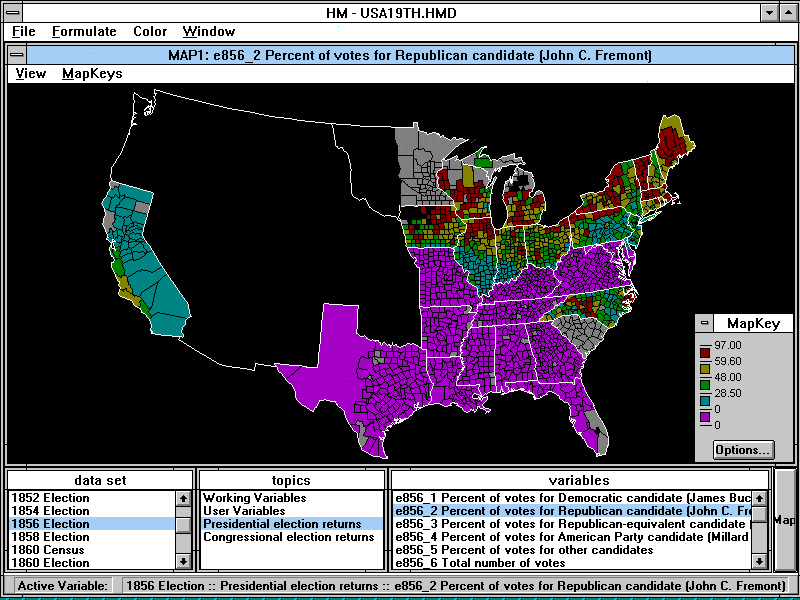 HM - USA19TH.HMD
File Formulate Color Window
MAP1: e856_2 Percent of votes for Republican candidate (John C. Fremont)
View MapKeys
MapKey
97.00
59.60
48.00
28.50
0
0
Options...
data set
1852 Election
1854 Election
1856 Election
1858 Election
1860 Census
1860 Election
topics
Working Variables
User Variables
Presidential election returns
Congressional election returns
variables
e856_1 Percent of votes for Democratic candidate (James Buc
e856_2 Percent of votes for Republican candidate (John C. Fre
e856_3 Percent of votes for Republican-equivalent candidate
e856_4 Percent of votes for American Party candidate (Millard
e856_5 Percent of votes for other candidates
e856_6 Total number of votes
Map
Active Variable: 1856 Election :: Presidential election returns :: e856_2 Percent of votes for Republican candidate (John C. Fremont)